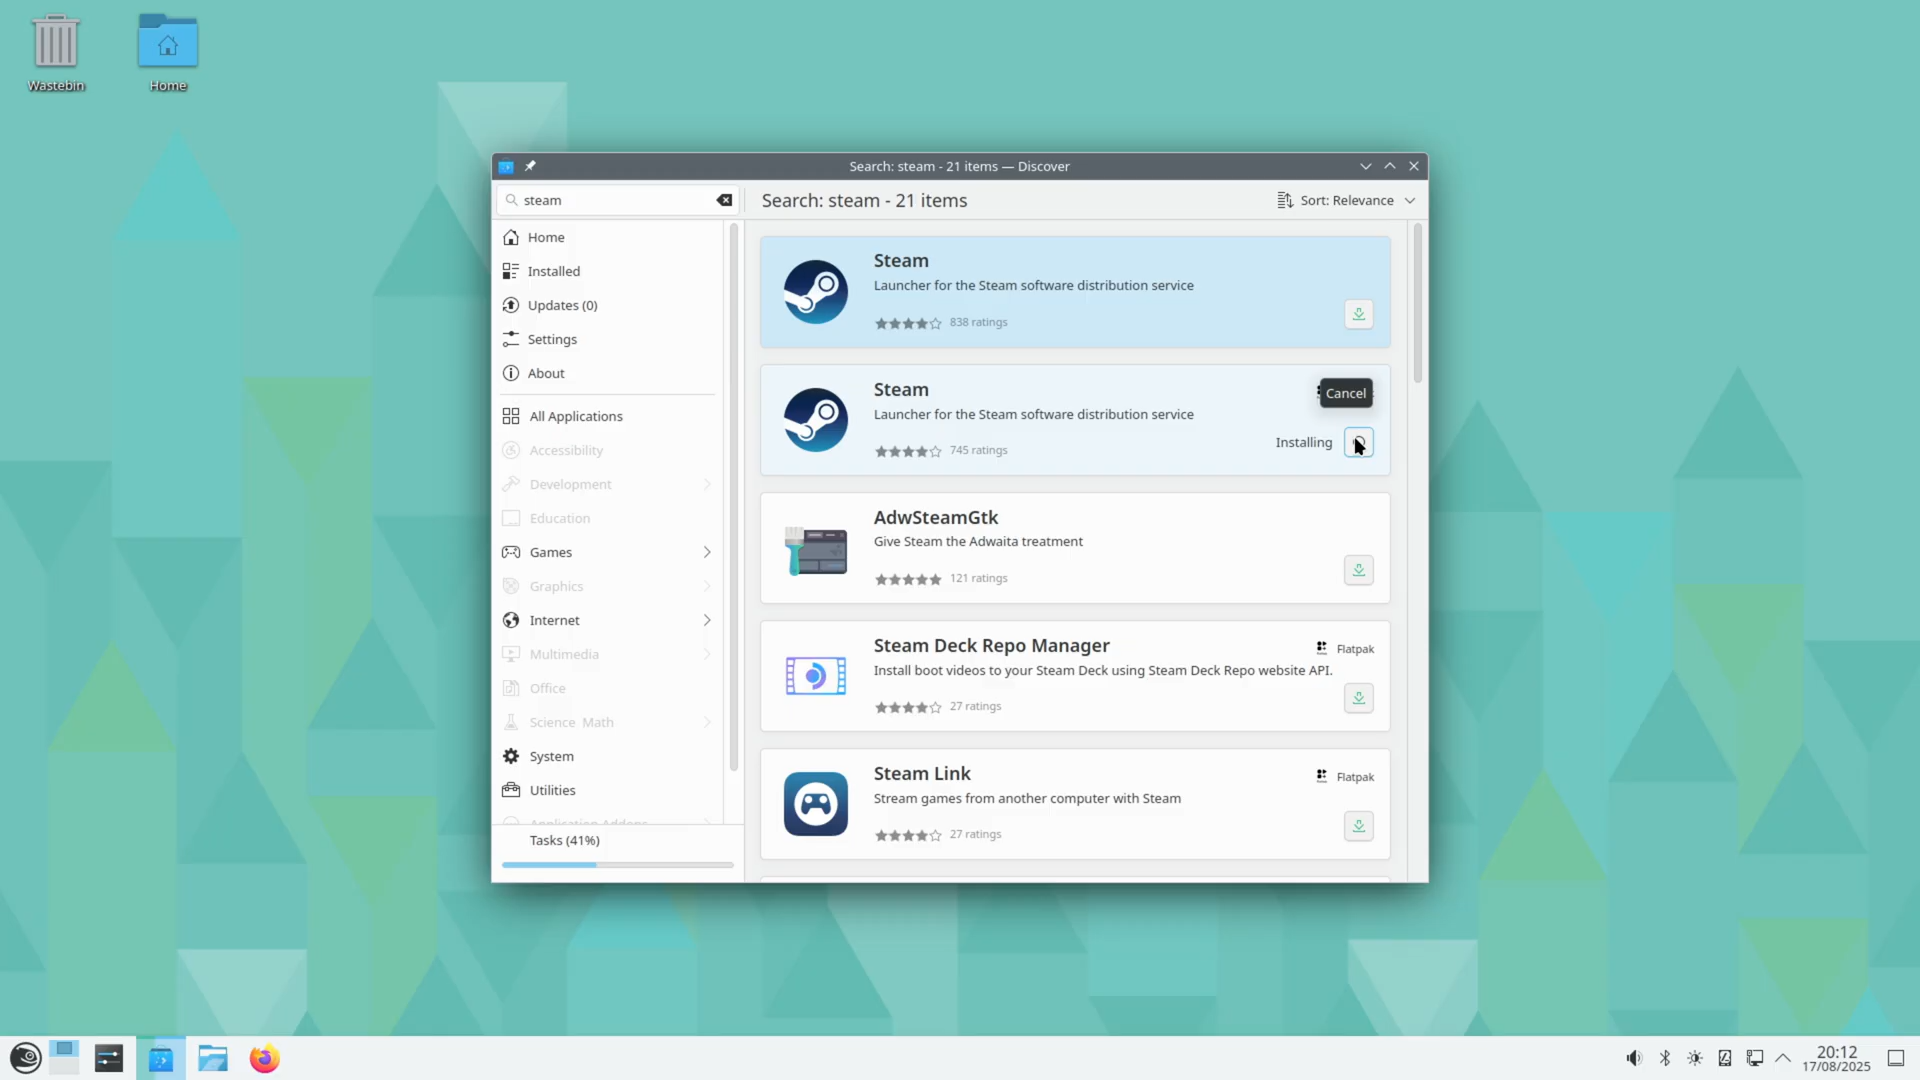 Wastebin
Home
Search: steam - 21 items — Discover
steam
Search: steam - 21 items
Sort: Relevance
Home
Installed
Updates (0)
Settings
About
All Applications
Accessibility
Development
Education
Games
Graphics
Internet
Multimedia
Office
Science Math
System
Utilities
Application Addons
Tasks (41%)
Steam
Launcher for the Steam software distribution service
838 ratings
Steam
Cancel
Launcher for the Steam software distribution service
Installing
745 ratings
AdwSteamGtk
Give Steam the Adwaita treatment
121 ratings
Steam Deck Repo Manager
Flatpak
Install boot videos to your Steam Deck using Steam Deck Repo website API.
27 ratings
Steam Link
Flatpak
Stream games from another computer with Steam
27 ratings
20:12
17/08/2025